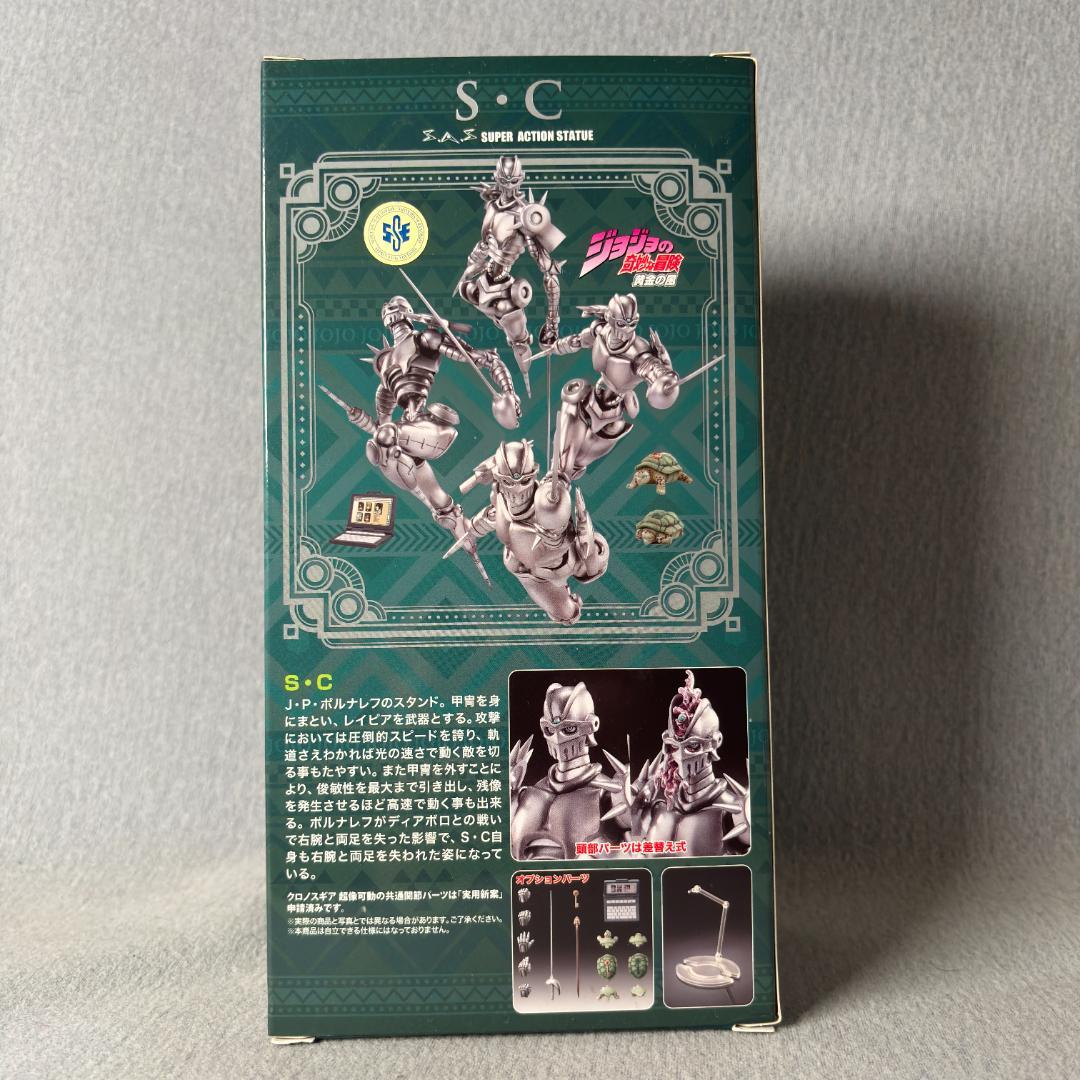 S・C
S.A.S SUPER ACTION STATUE
SSE
ジョジョの
奇妙な冒険
黄金の風
S・C
J・P・ポルナレフのスタンド。甲冑を身
にまとい、レイピアを武器とする。攻撃
においては圧倒的スピードを誇り、軌
道さえわかれば光の速さで動く敵を切
る事もたやすい。また甲冑を外すことに
より、俊敏性を最大まで引き出し、残像
を発生させるほど高速で動く事も出来
る。ポルナレフがディアボロとの戦い
で右腕と両足を失った影響で、S・C自
身も右腕と両足を失われた姿になって
いる。
クロノスギア 超像可動の共通関節パーツは「実用新案」
申請済みです。
※実際の商品と写真とでは異なる場合があります。ご了承ください。
※本商品は自立できる仕様にはなっておりません。
頭部パーツは差替え式
オプションパーツ